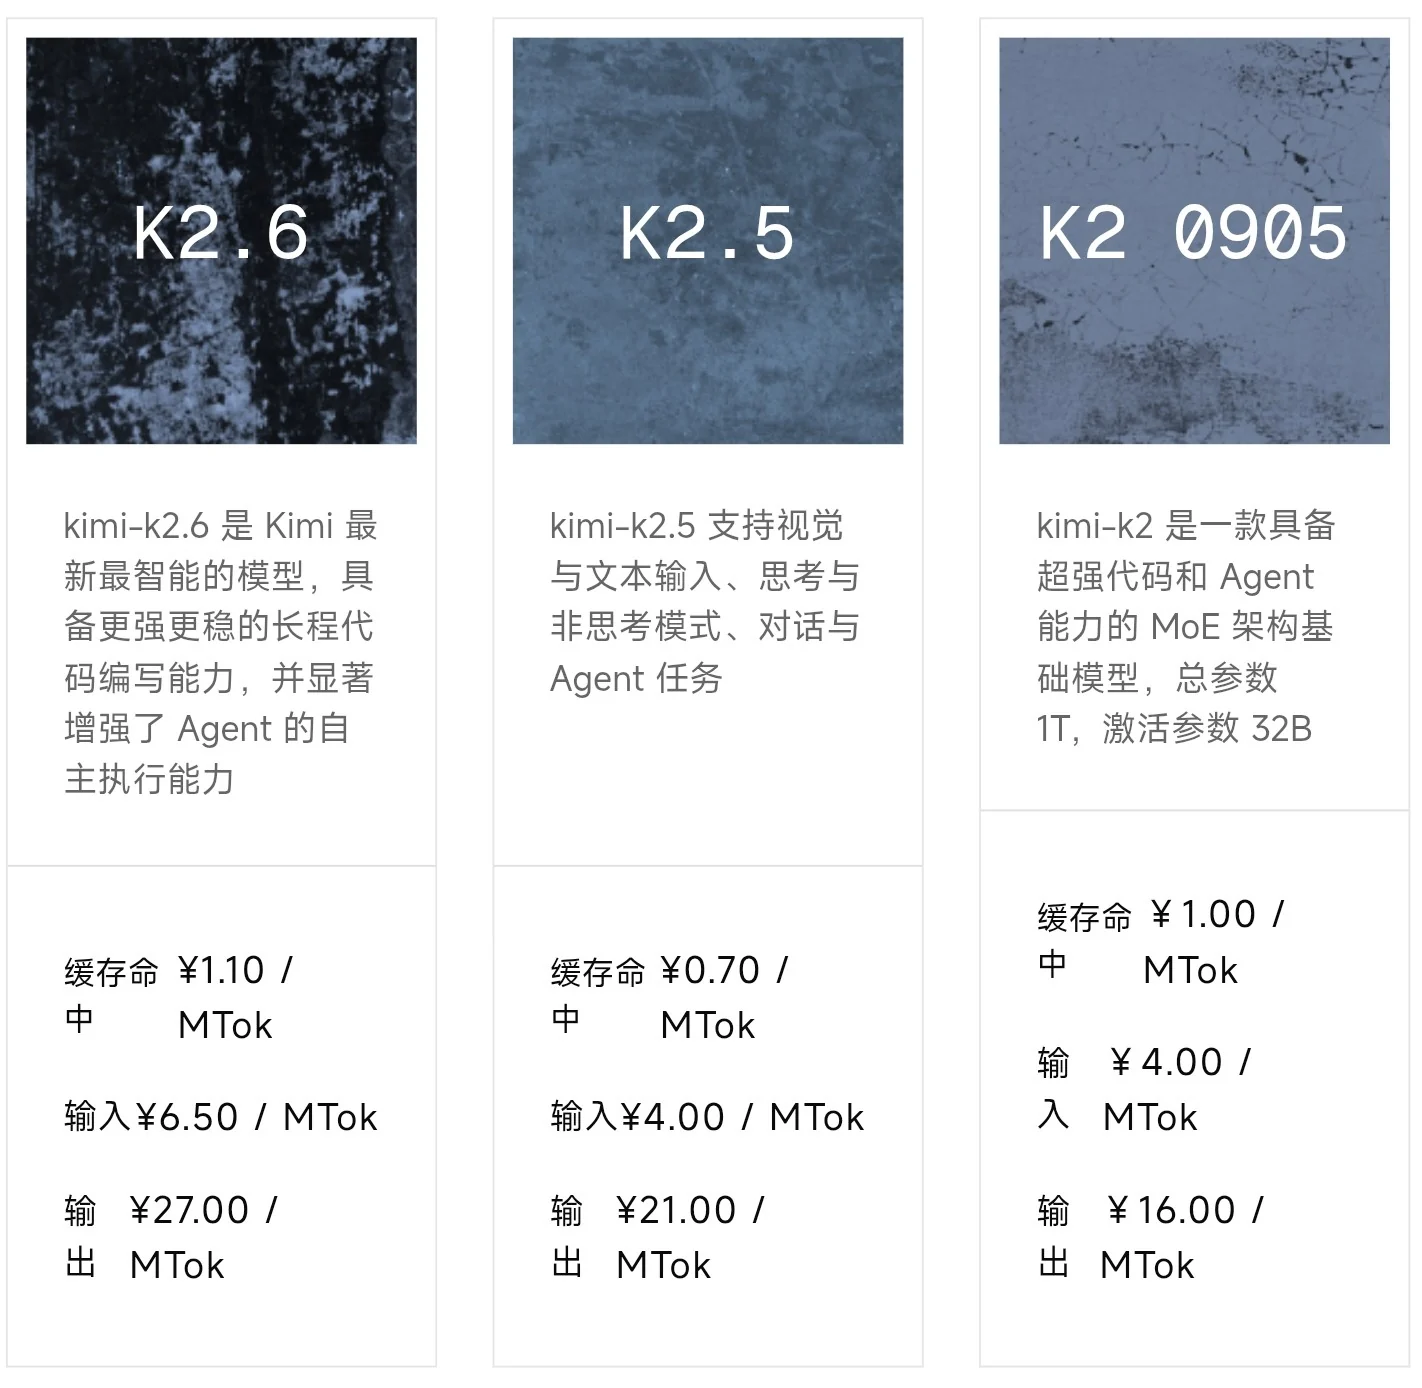 K2.6
kimi-k2.6 是 Kimi 最
新最智能的模型，具
备更强更稳的长程代
码编写能力，并显著
增强了 Agent 的自
主执行能力
缓存命 ¥1.10 /
中 MTok
输入¥6.50 / MTok
输 ¥27.00 /
出 MTok
K2.5
kimi-k2.5 支持视觉
与文本输入、思考与
非思考模式、对话与
Agent 任务
缓存命 ¥0.70 /
中 MTok
输入¥4.00 / MTok
输 ¥21.00 /
出 MTok
K2 0905
kimi-k2 是一款具备
超强代码和 Agent
能力的 MoE 架构基
础模型，总参数
1T，激活参数 32B
缓存命 ¥ 1.00 /
中 MTok
输 ¥ 4.00 /
入 MTok
输 ¥ 16.00 /
出 MTok